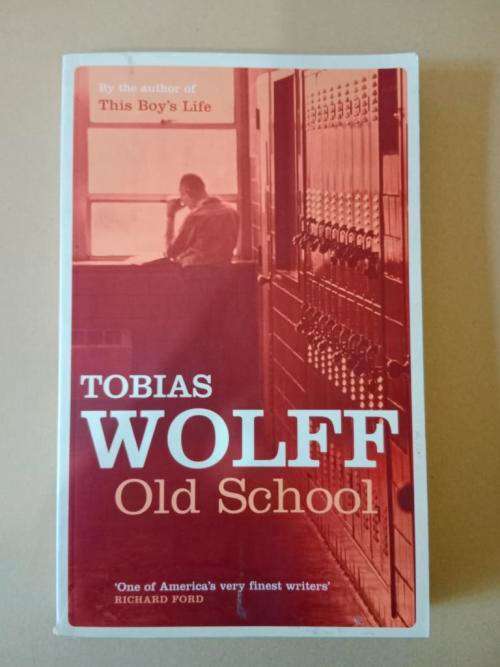 By the author of
This Boy's Life
TOBIAS
WOLFF
Old School
'One of America's very finest writers'
RICHARD FORD